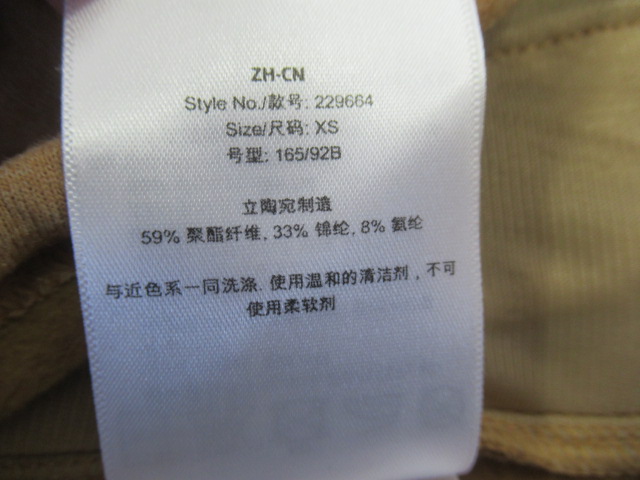 ZH-CN
Style No./款号: 229664
Size/尺码: XS
号型: 165/92B
立陶宛制造
59% 聚酯纤维, 33% 锦纶, 8% 氨纶
与近色系一同洗涤. 使用温和的清洁剂，不可
使用柔软剂